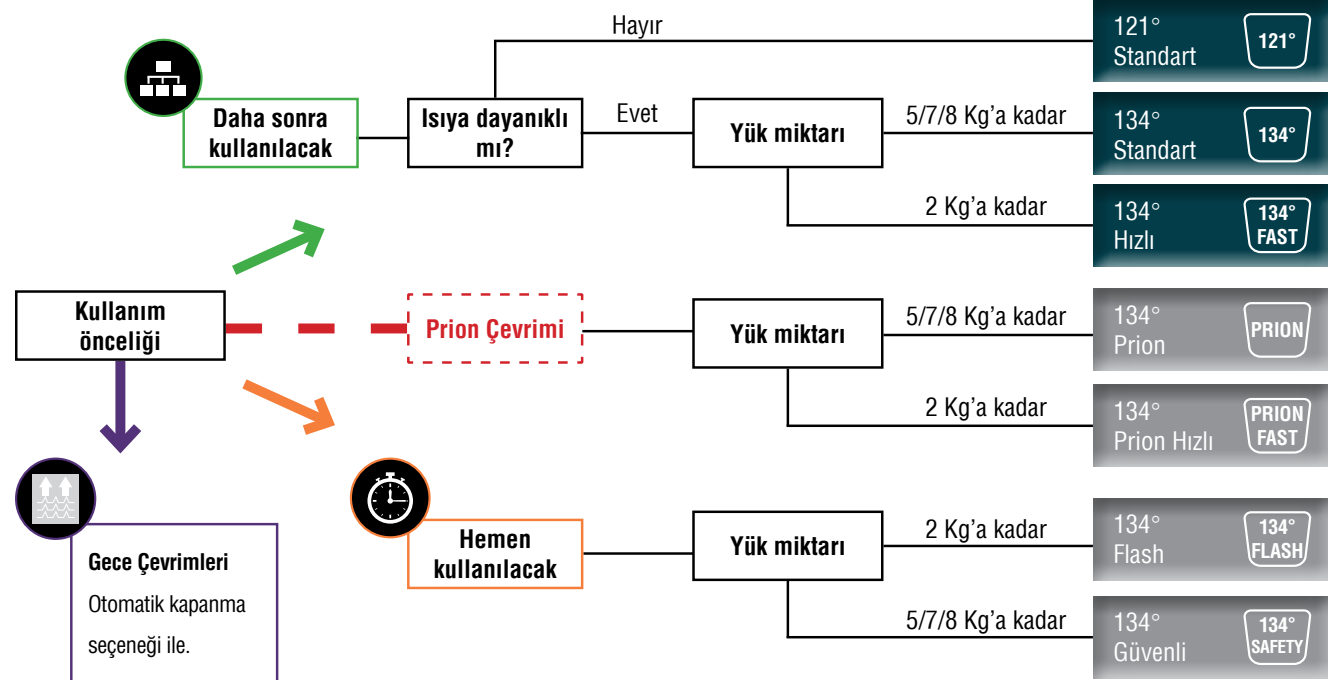 Hayır
121°
Standart
121°
Daha sonra
kullanılacak
Isıya dayanıklı
mı?
Evet
Yük miktarı
5/7/8 Kg’a kadar
134°
Standart
134°
2 Kg’a kadar
134°
Hızlı
134°
FAST
Kullanım
önceliği
Prion Çevrimi
Yük miktarı
5/7/8 Kg’a kadar
134°
Prion
PRION
2 Kg’a kadar
134°
Prion Hızlı
PRION
FAST
Gece Çevrimleri
Otomatik kapanma
seçeneği ile.
Hemen
kullanılacak
Yük miktarı
2 Kg’a kadar
134°
Flash
134°
FLASH
5/7/8 Kg’a kadar
134°
Güvenli
134°
SAFETY